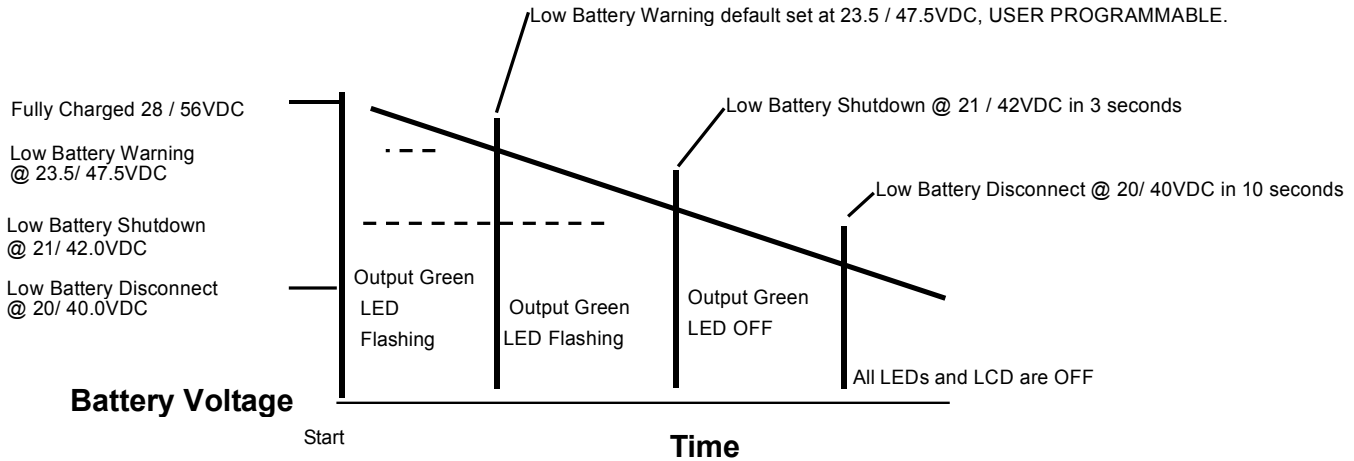 Low Battery Warning default set at 23.5 / 47.5VDC, USER PROGRAMMABLE.
Fully Charged 28 / 56VDC
Low Battery Shutdown @ 21 / 42VDC in 3 seconds
Low Battery Warning
@ 23.5/ 47.5VDC
Low Battery Disconnect @ 20/ 40VDC in 10 seconds
Low Battery Shutdown
@ 21/ 42.0VDC
Low Battery Disconnect
@ 20/ 40.0VDC
Output Green
LED
Flashing
Output Green
LED Flashing
Output Green
LED OFF
All LEDs and LCD are OFF
Battery Voltage
Start
Time